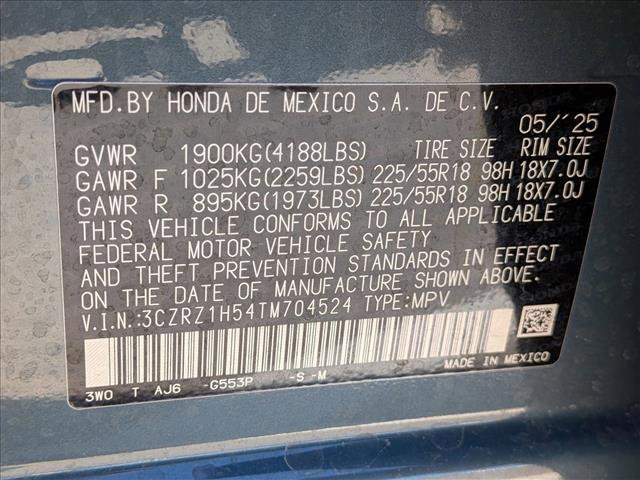 MFD. BY HONDA DE MEXICO S.A. DE C.V.
05/'25
GVWR 1900KG(4188LBS) TIRE SIZE RIM SIZE
GAWR F 1025KG(2259LBS) 225/55R18 98H 18X7.0J
GAWR R 895KG(1973LBS) 225/55R18 98H 18X7.0J
THIS VEHICLE CONFORMS TO ALL APPLICABLE
FEDERAL MOTOR VEHICLE SAFETY
AND THEFT PREVENTION STANDARDS IN EFFECT
ON THE DATE OF MANUFACTURE SHOWN ABOVE.
V.I.N.:3CZRZ1H54TM704524 TYPE:MPV
MADE IN MEXICO
3WO T AJ6 -G553P -S -M